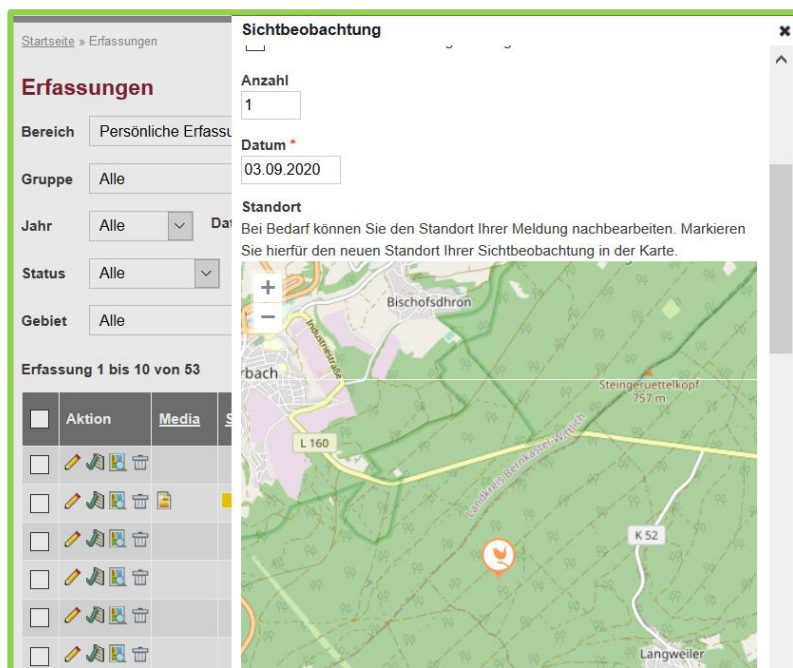 Startseite » Erfassungen
Erfassungen
Bereich Persönliche Erfassu
Gruppe Alle
Jahr Alle Dat
Status Alle
Gebiet Alle
Erfassung 1 bis 10 von 53
Aktion Media S
Sichtbeobachtung
Anzahl
1
Datum *
03.09.2020
Standort
Bei Bedarf können Sie den Standort Ihrer Meldung nachbearbeiten. Markieren
Sie hierfür den neuen Standort Ihrer Sichtbeobachtung in der Karte.
+
−
Bischofsdhron
Industriestraße
rbach
Steingeruettelkopf
757 m
L 160
Landkreis Bernkastel-Wittlich
K 52
Langweiler